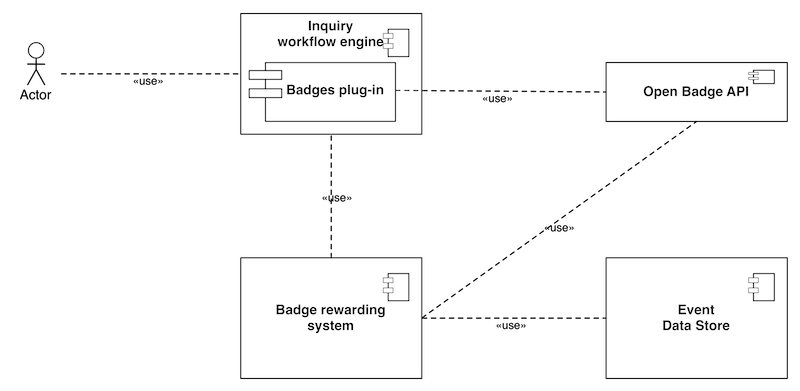 Inquiry
workflow engine
Badges plug-in
Actor
«use»
«use»
Open Badge API
«use»
«use»
Badge rewarding
system
«use»
Event
Data Store